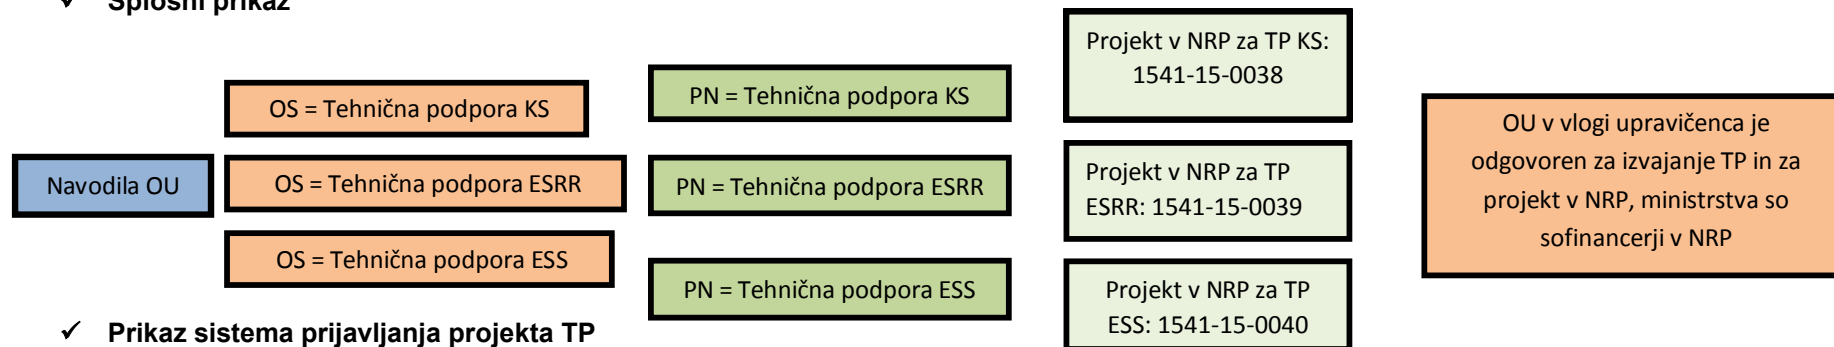 ✓ Splošni prikaz
Navodila OU
OS = Tehnična podpora KS
OS = Tehnična podpora ESRR
OS = Tehnična podpora ESS
PN = Tehnična podpora KS
PN = Tehnična podpora ESRR
PN = Tehnična podpora ESS
Projekt v NRP za TP KS:
1541-15-0038
Projekt v NRP za TP
ESRR: 1541-15-0039
Projekt v NRP za TP
ESS: 1541-15-0040
OU v vlogi upravičenca je
odgovoren za izvajanje TP in za
projekt v NRP, ministrstva so
sofinancerji v NRP
✓ Prikaz sistema prijavljanja projekta TP